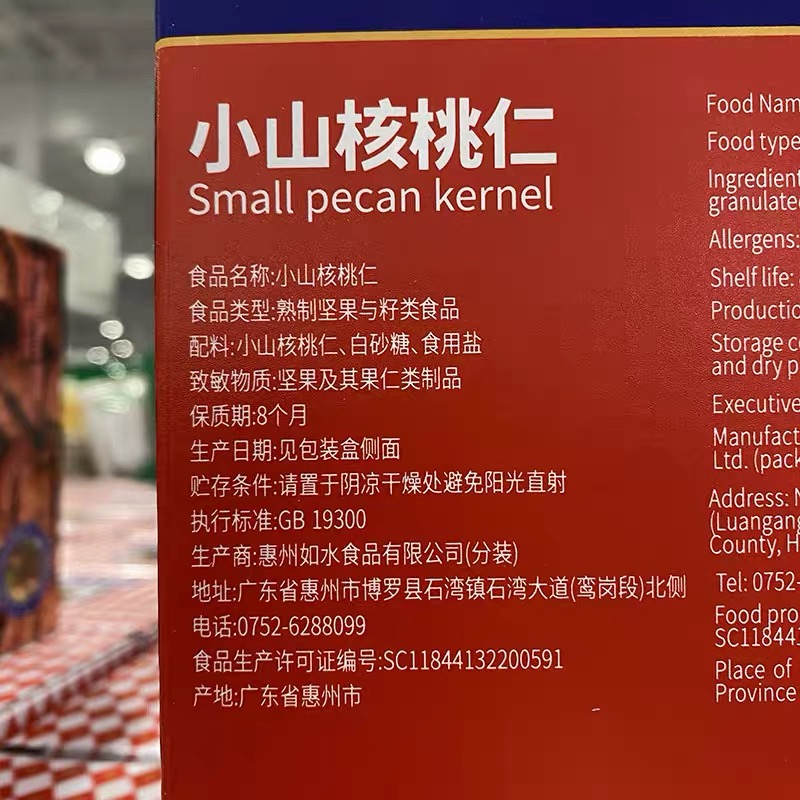 小山核桃仁
Small pecan kernel
食品名称:小山核桃仁
食品类型:熟制坚果与籽类食品
配料:小山核桃仁、白砂糖、食用盐
致敏物质:坚果及其果仁类制品
保质期:8个月
生产日期:见包装盒侧面
贮存条件:请置于阴凉干燥处避免阳光直射
执行标准:GB 19300
生产商:惠州如水食品有限公司(分装)
地址:广东省惠州市博罗县石湾镇石湾大道(鸾岗段)北侧
电话:0752-6288099
食品生产许可证编号:SC11844132200591
产地:广东省惠州市
Food Nam
Food type
Ingredient
granulated
Allergens:
Shelf life:
Productio
Storage co
and dry p
Executive
Manufact
Ltd. (pack
Address: N
(Luangang
County, H
Tel: 0752-
Food pro
SC118441
Place of
Province